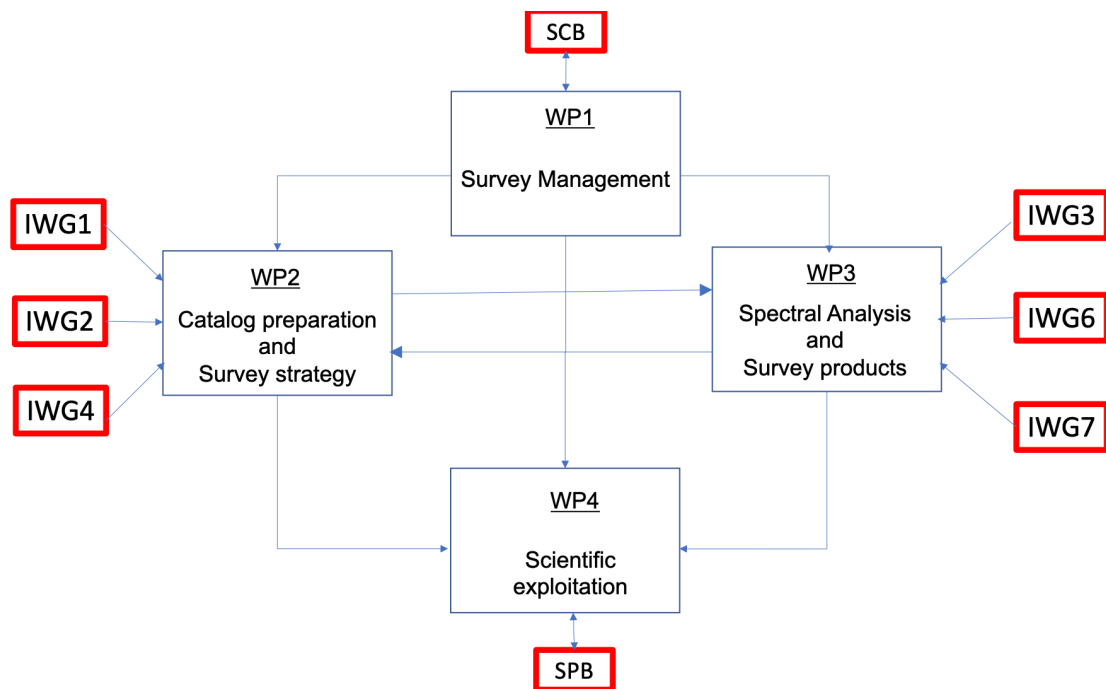 SCB
WP1
Survey Management
IWG1
IWG2
IWG4
WP2
Catalog preparation
and
Survey strategy
WP3
Spectral Analysis
and
Survey products
IWG3
IWG6
IWG7
WP4
Scientific
exploitation
SPB